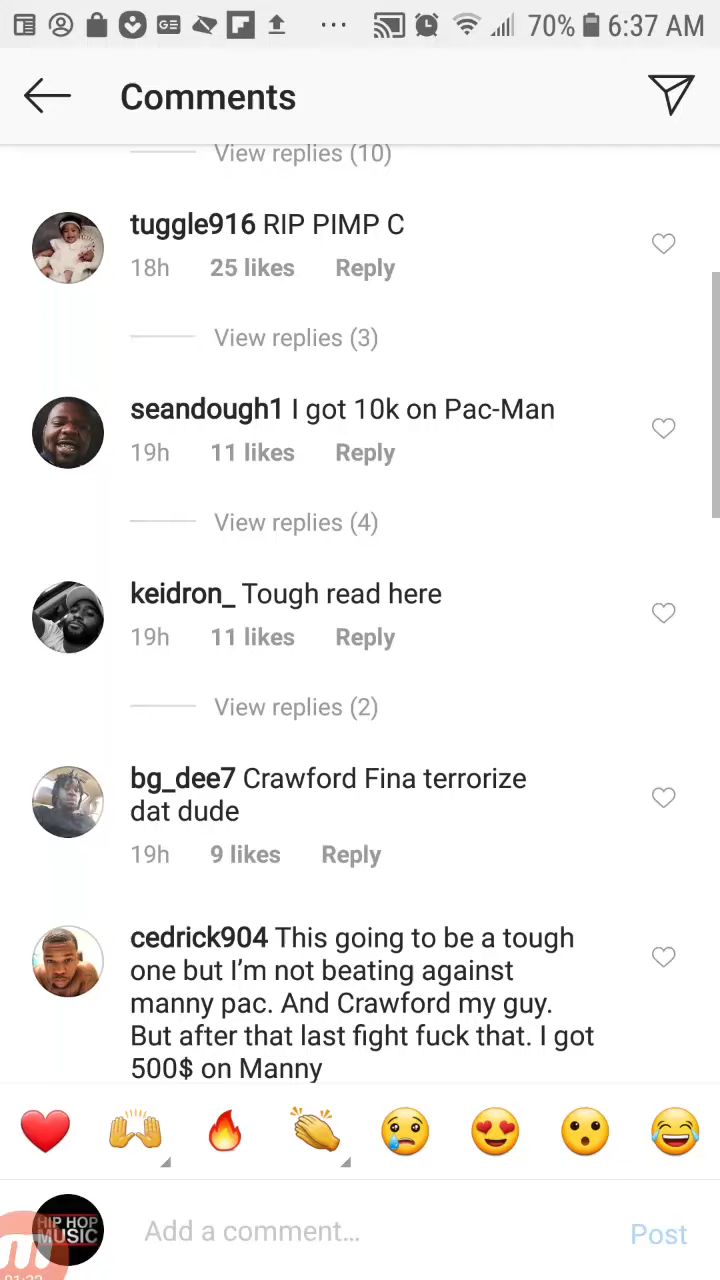 70% 6:37 AM
Comments
View replies (10)
tuggle916 RIP PIMP C
18h 25 likes Reply
View replies (3)
seandough1 I got 10k on Pac-Man
19h 11 likes Reply
View replies (4)
keidron_ Tough read here
19h 11 likes Reply
View replies (2)
bg_dee7 Crawford Fina terrorize
dat dude
19h 9 likes Reply
cedrick904 This going to be a tough
one but I'm not beating against
manny pac. And Crawford my guy.
But after that last fight fuck that. I got
500$ on Manny
HIP HOP
MUSIC
Add a comment... Post
01:22